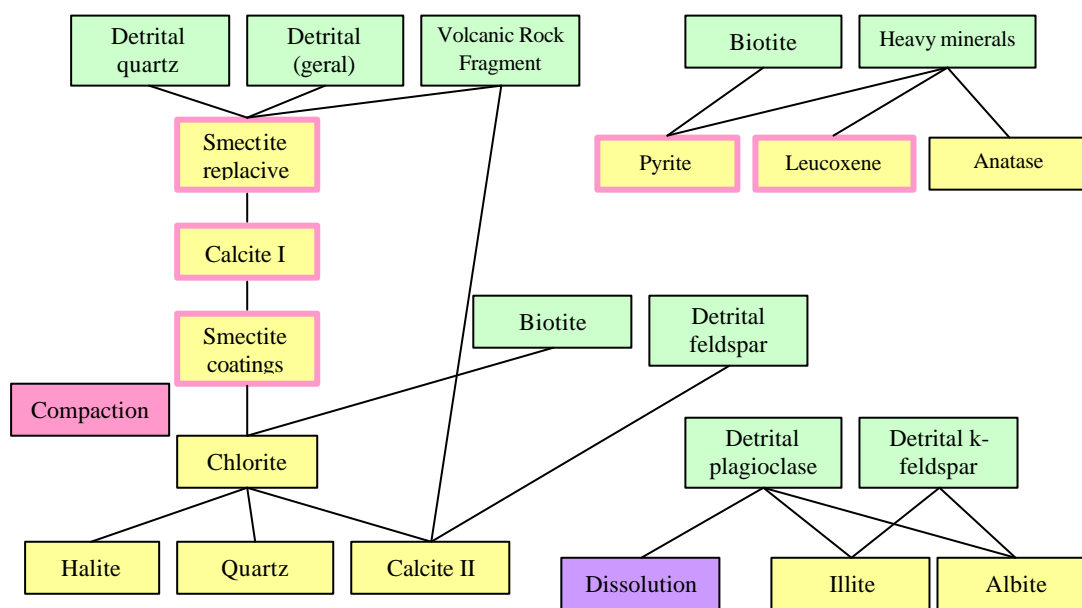 Detrital
quartz
Detrital
(geral)
Volcanic Rock
Fragment
Biotite
Heavy minerals
Smectite
replacive
Pyrite
Leucoxene
Anatase
Calcite I
Smectite
coatings
Biotite
Detrital
feldspar
Compaction
Chlorite
Detrital
plagioclase
Detrital k-
feldspar
Halite
Quartz
Calcite II
Dissolution
Illite
Albite